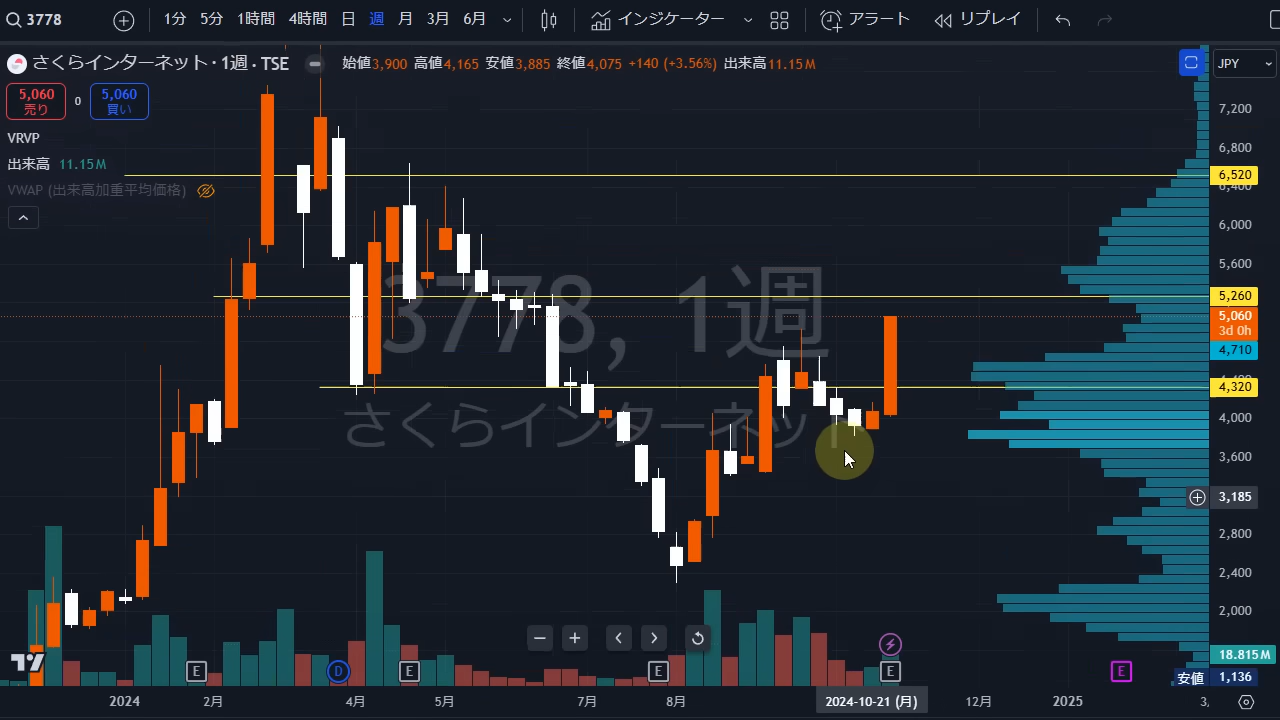 3778 1分 5分 1時間 4時間 日 週 月 3月 6月 インジケーター アラート リプレイ
さくらインターネット · 1週 · TSE 始値3,900 高値4,165 安値3,885 終値4,075 +140 (+3.56%) 出来高11.15M JPY
5,060 0 5,060
売り 買い
VRVP
出来高 11.15M
VWAP (出来高加重平均価格)
3778, 1週
さくらインターネット
7,200
6,800
6,520
6,400
6,000
5,600
5,260
5,060
3d 0h
4,710
4,320
4,000
3,600
3,185
2,800
2,400
2,000
18.815M
安値 1,136
E D E E E E
2024 2月 4月 5月 7月 8月 2024-10-21 (月) 12月 2025